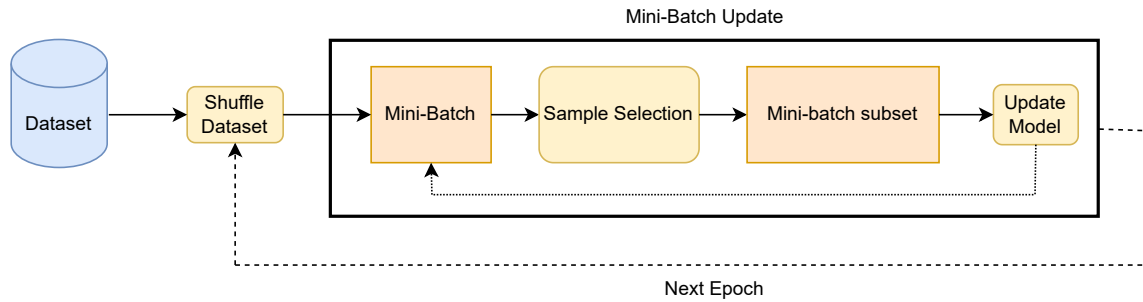 Mini-Batch Update
Dataset
Shuffle
Dataset
Mini-Batch
Sample Selection
Mini-batch subset
Update
Model
Next Epoch